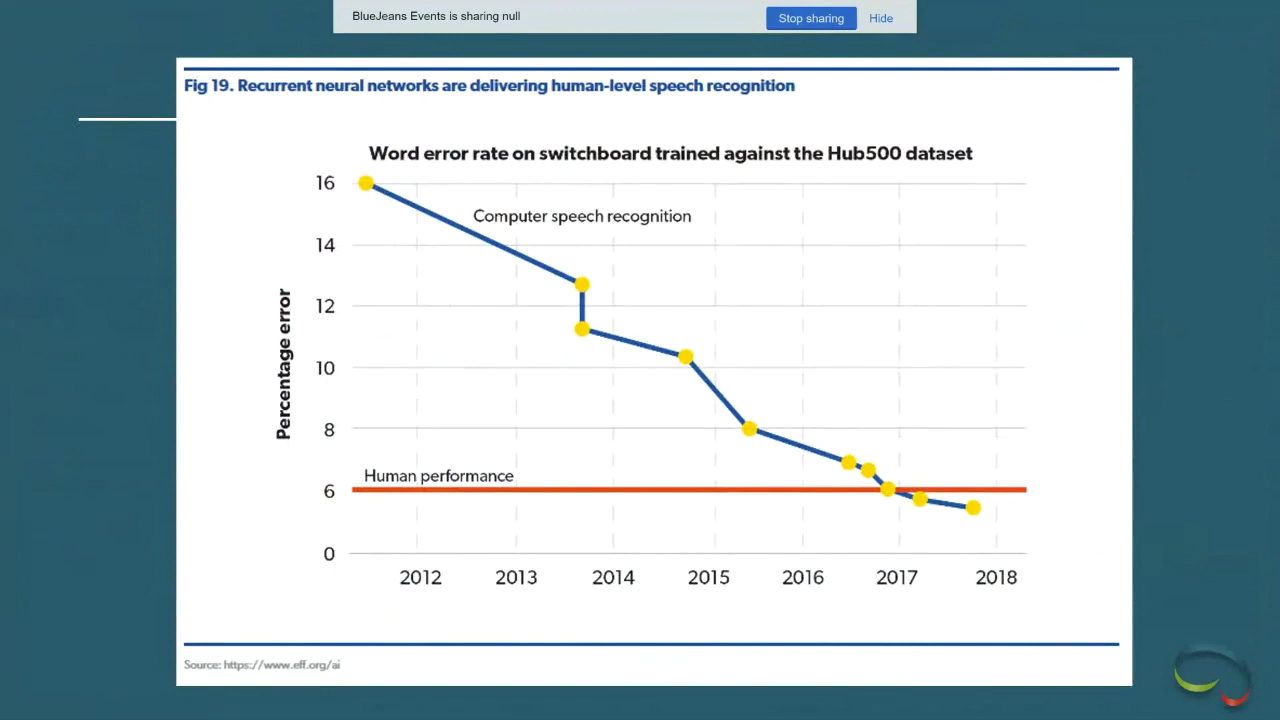 BlueJeans Events is sharing null
Stop sharing
Hide
Fig 19. Recurrent neural networks are delivering human-level speech recognition
Word error rate on switchboard trained against the Hub500 dataset
16
Computer speech recognition
14
12
Percentage error
10
8
Human performance
6
0
2012 2013 2014 2015 2016 2017 2018
Source: https://www.eff.org/ai